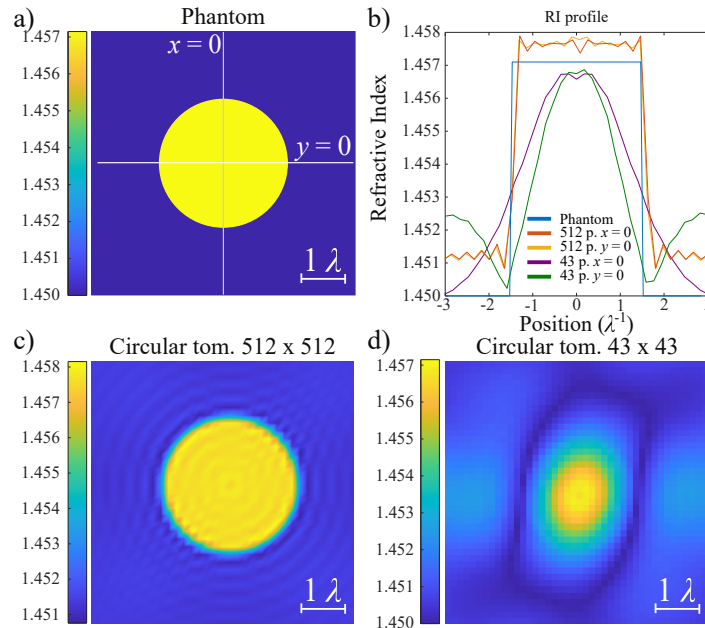 a)
Phantom
1.457
1.456
1.455
1.454
1.453
1.452
1.451
1.450
x = 0
y = 0
1 λ
b)
RI profile
Refractive Index
1.458
1.457
1.456
1.455
1.454
1.453
1.452
1.451
1.450
Phantom
512 p. x = 0
512 p. y = 0
43 p. x = 0
43 p. y = 0
-3 -2 -1 0 1 2 3
Position (λ⁻¹)
c)
Circular tom. 512 x 512
1.458
1.457
1.456
1.455
1.454
1.453
1.452
1.451
1 λ
d)
Circular tom. 43 x 43
1.457
1.456
1.455
1.454
1.453
1.452
1.451
1.450
1 λ